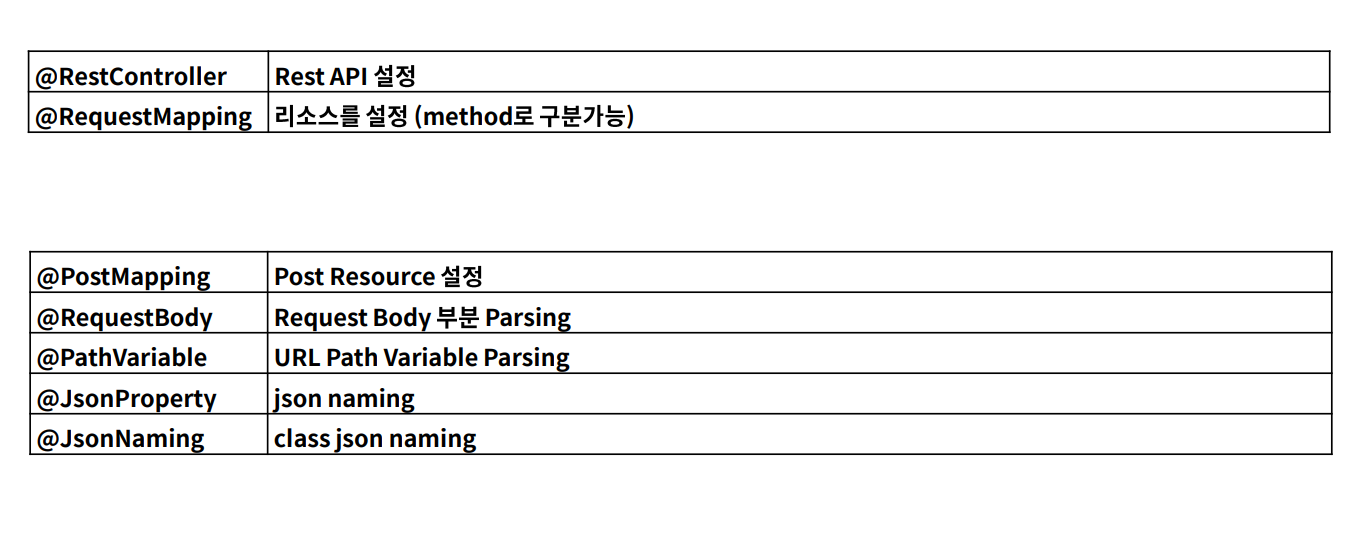 @RestController Rest API 설정
@RequestMapping 리소스를 설정 (method로 구분가능)
@PostMapping Post Resource 설정
@RequestBody Request Body 부분 Parsing
@PathVariable URL Path Variable Parsing
@JsonProperty json naming
@JsonNaming class json naming